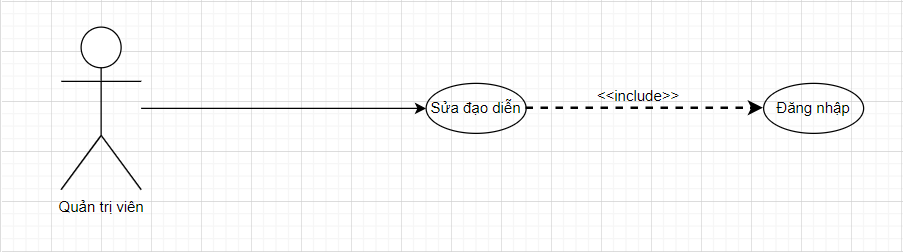 <<include>>
Sửa đạo diễn
Đăng nhập
Quản trị viên